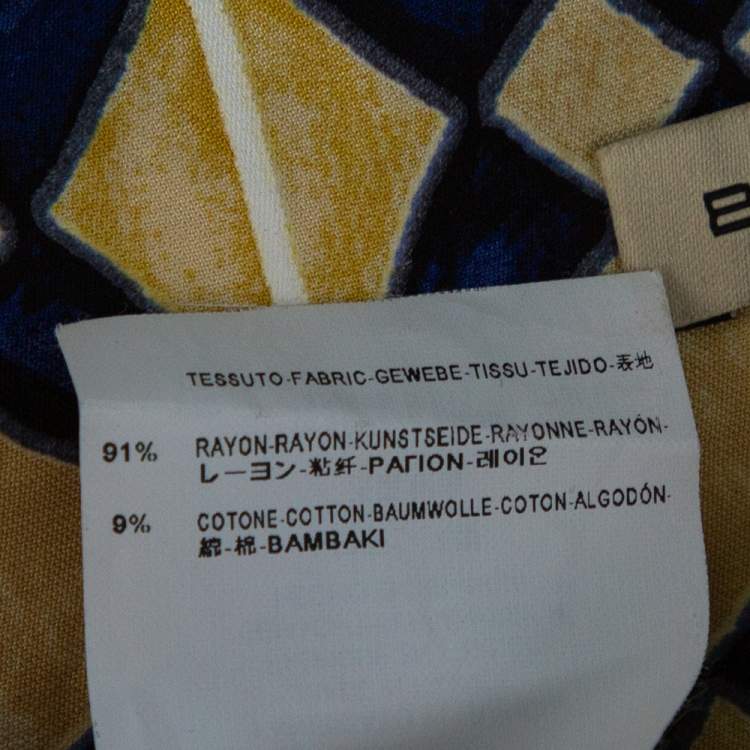 TESSUTO-FABRIC-GEWEBE-TISSU-TEJIDO-表地
91% RAYON-RAYON-KUNSTSEIDE-RAYONNE-RAYÓN-
レーヨン-粘纤-ΡΑΓΙΟΝ-레이온
9% COTONE-COTTON-BAUMWOLLE-COTON-ALGODÓN-
綿-棉-BAMBAKI